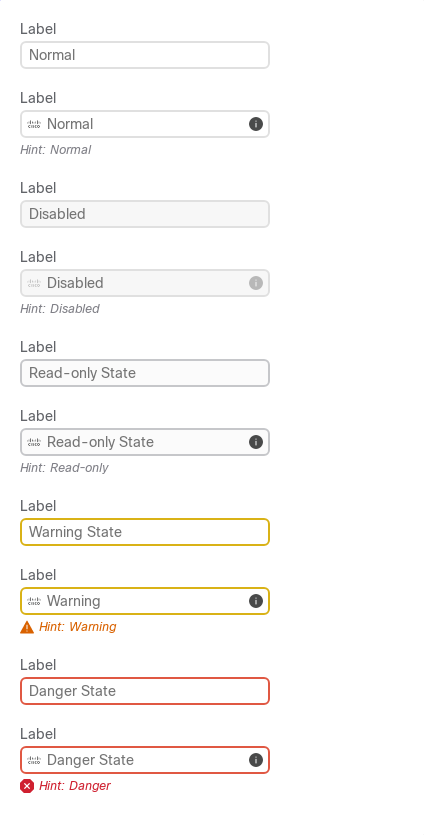 Label
Normal
Label
Normal
Hint: Normal
Label
Disabled
Label
Disabled
Hint: Disabled
Label
Read-only State
Label
Read-only State
Hint: Read-only
Label
Warning State
Label
Warning
Hint: Warning
Label
Danger State
Label
Danger State
Hint: Danger